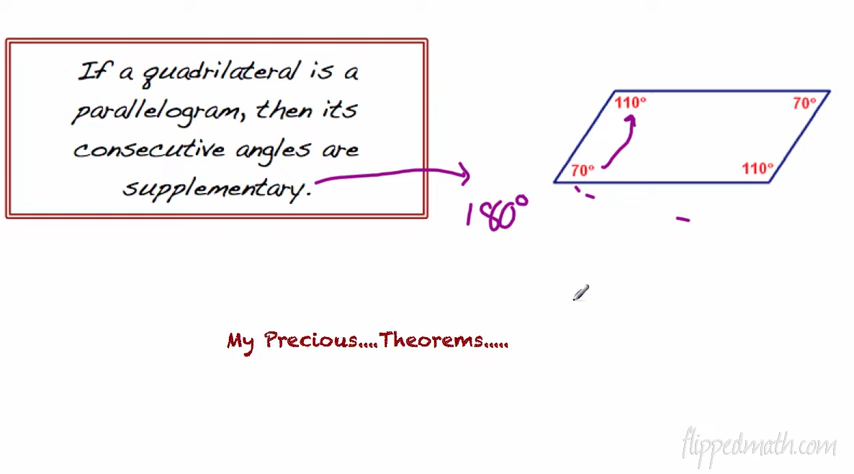 If a quadrilateral is a
parallelogram, then its
consecutive angles are
supplementary.
180°
110°
70°
70°
110°
My Precious....Theorems.....
flippedmath.com